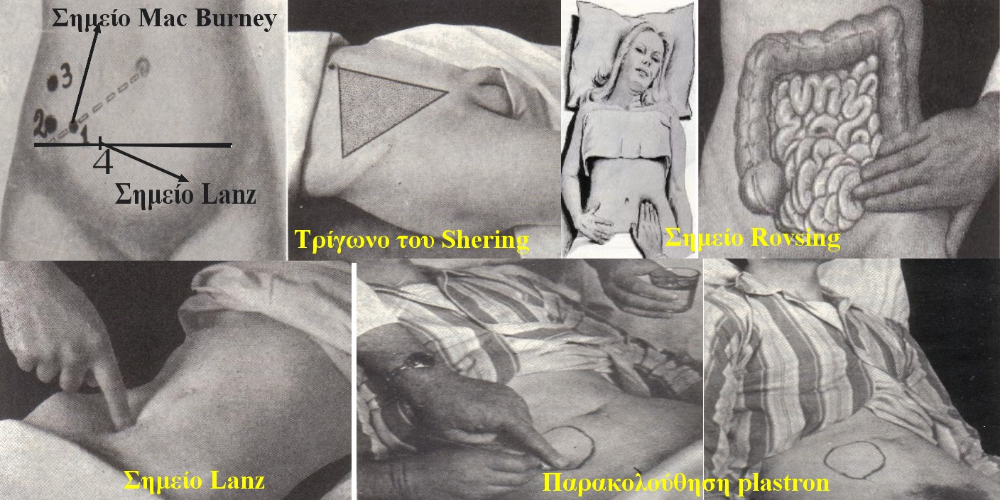 Σημείο Mac Burney
3
2
1
4
Σημείο Lanz
Τρίγωνο του Shering
Σημείο Rovsing
Σημείο Lanz
Παρακολούθηση plastron